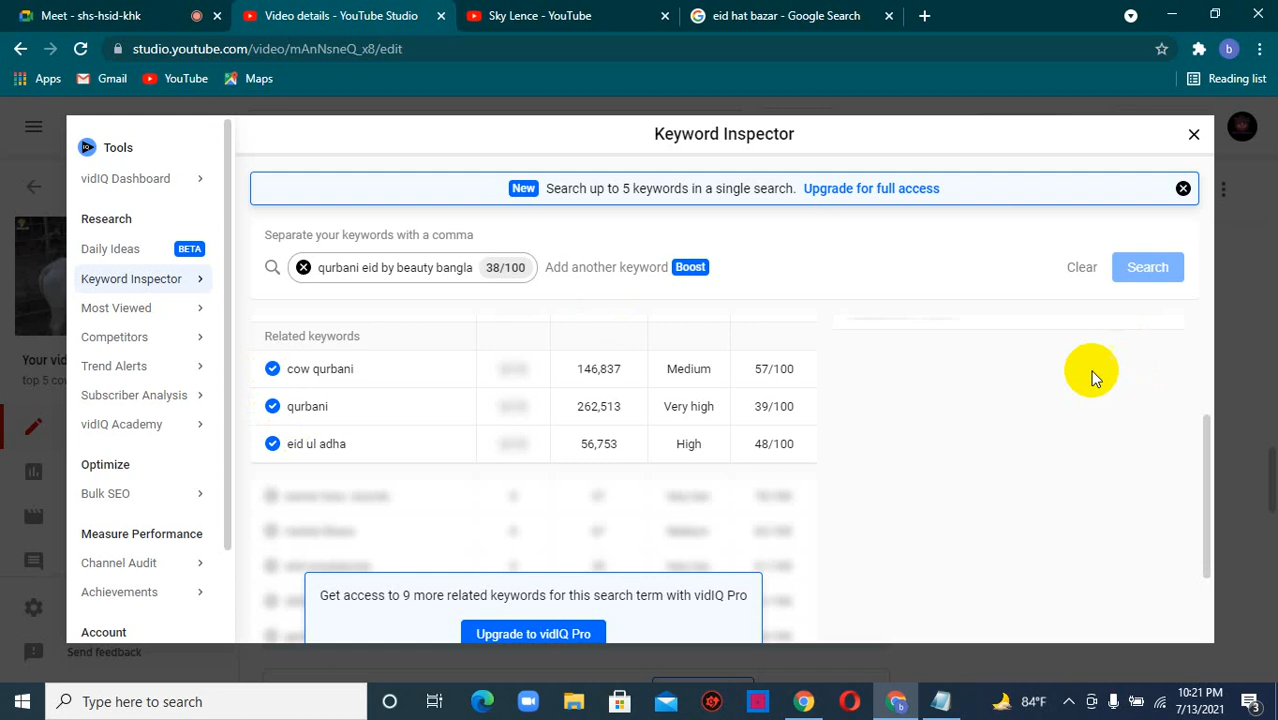 Meet - shs-hsid-khk
Video details - YouTube Studio
Sky Lence - YouTube
eid hat bazar - Google Search
studio.youtube.com/video/mAnNsneQ_x8/edit
b
Apps
Gmail
YouTube
Maps
Reading list
Tools
Keyword Inspector
vidIQ Dashboard
New Search up to 5 keywords in a single search. Upgrade for full access
Research
Separate your keywords with a comma
Daily Ideas BETA
qurbani eid by beauty bangla 38/100 Add another keyword Boost
Clear
Search
Keyword Inspector
Most Viewed
Competitors
Related keywords
Your vid
Trend Alerts
cow qurbani 146,837 Medium 57/100
top 5 cou
Subscriber Analysis
qurbani 262,513 Very high 39/100
vidIQ Academy
eid ul adha 56,753 High 48/100
Optimize
Bulk SEO
Measure Performance
Channel Audit
Achievements
Get access to 9 more related keywords for this search term with vidIQ Pro
Upgrade to vidIQ Pro
Account
Send feedback
Type here to search
84°F
10:21 PM
7/13/2021
3